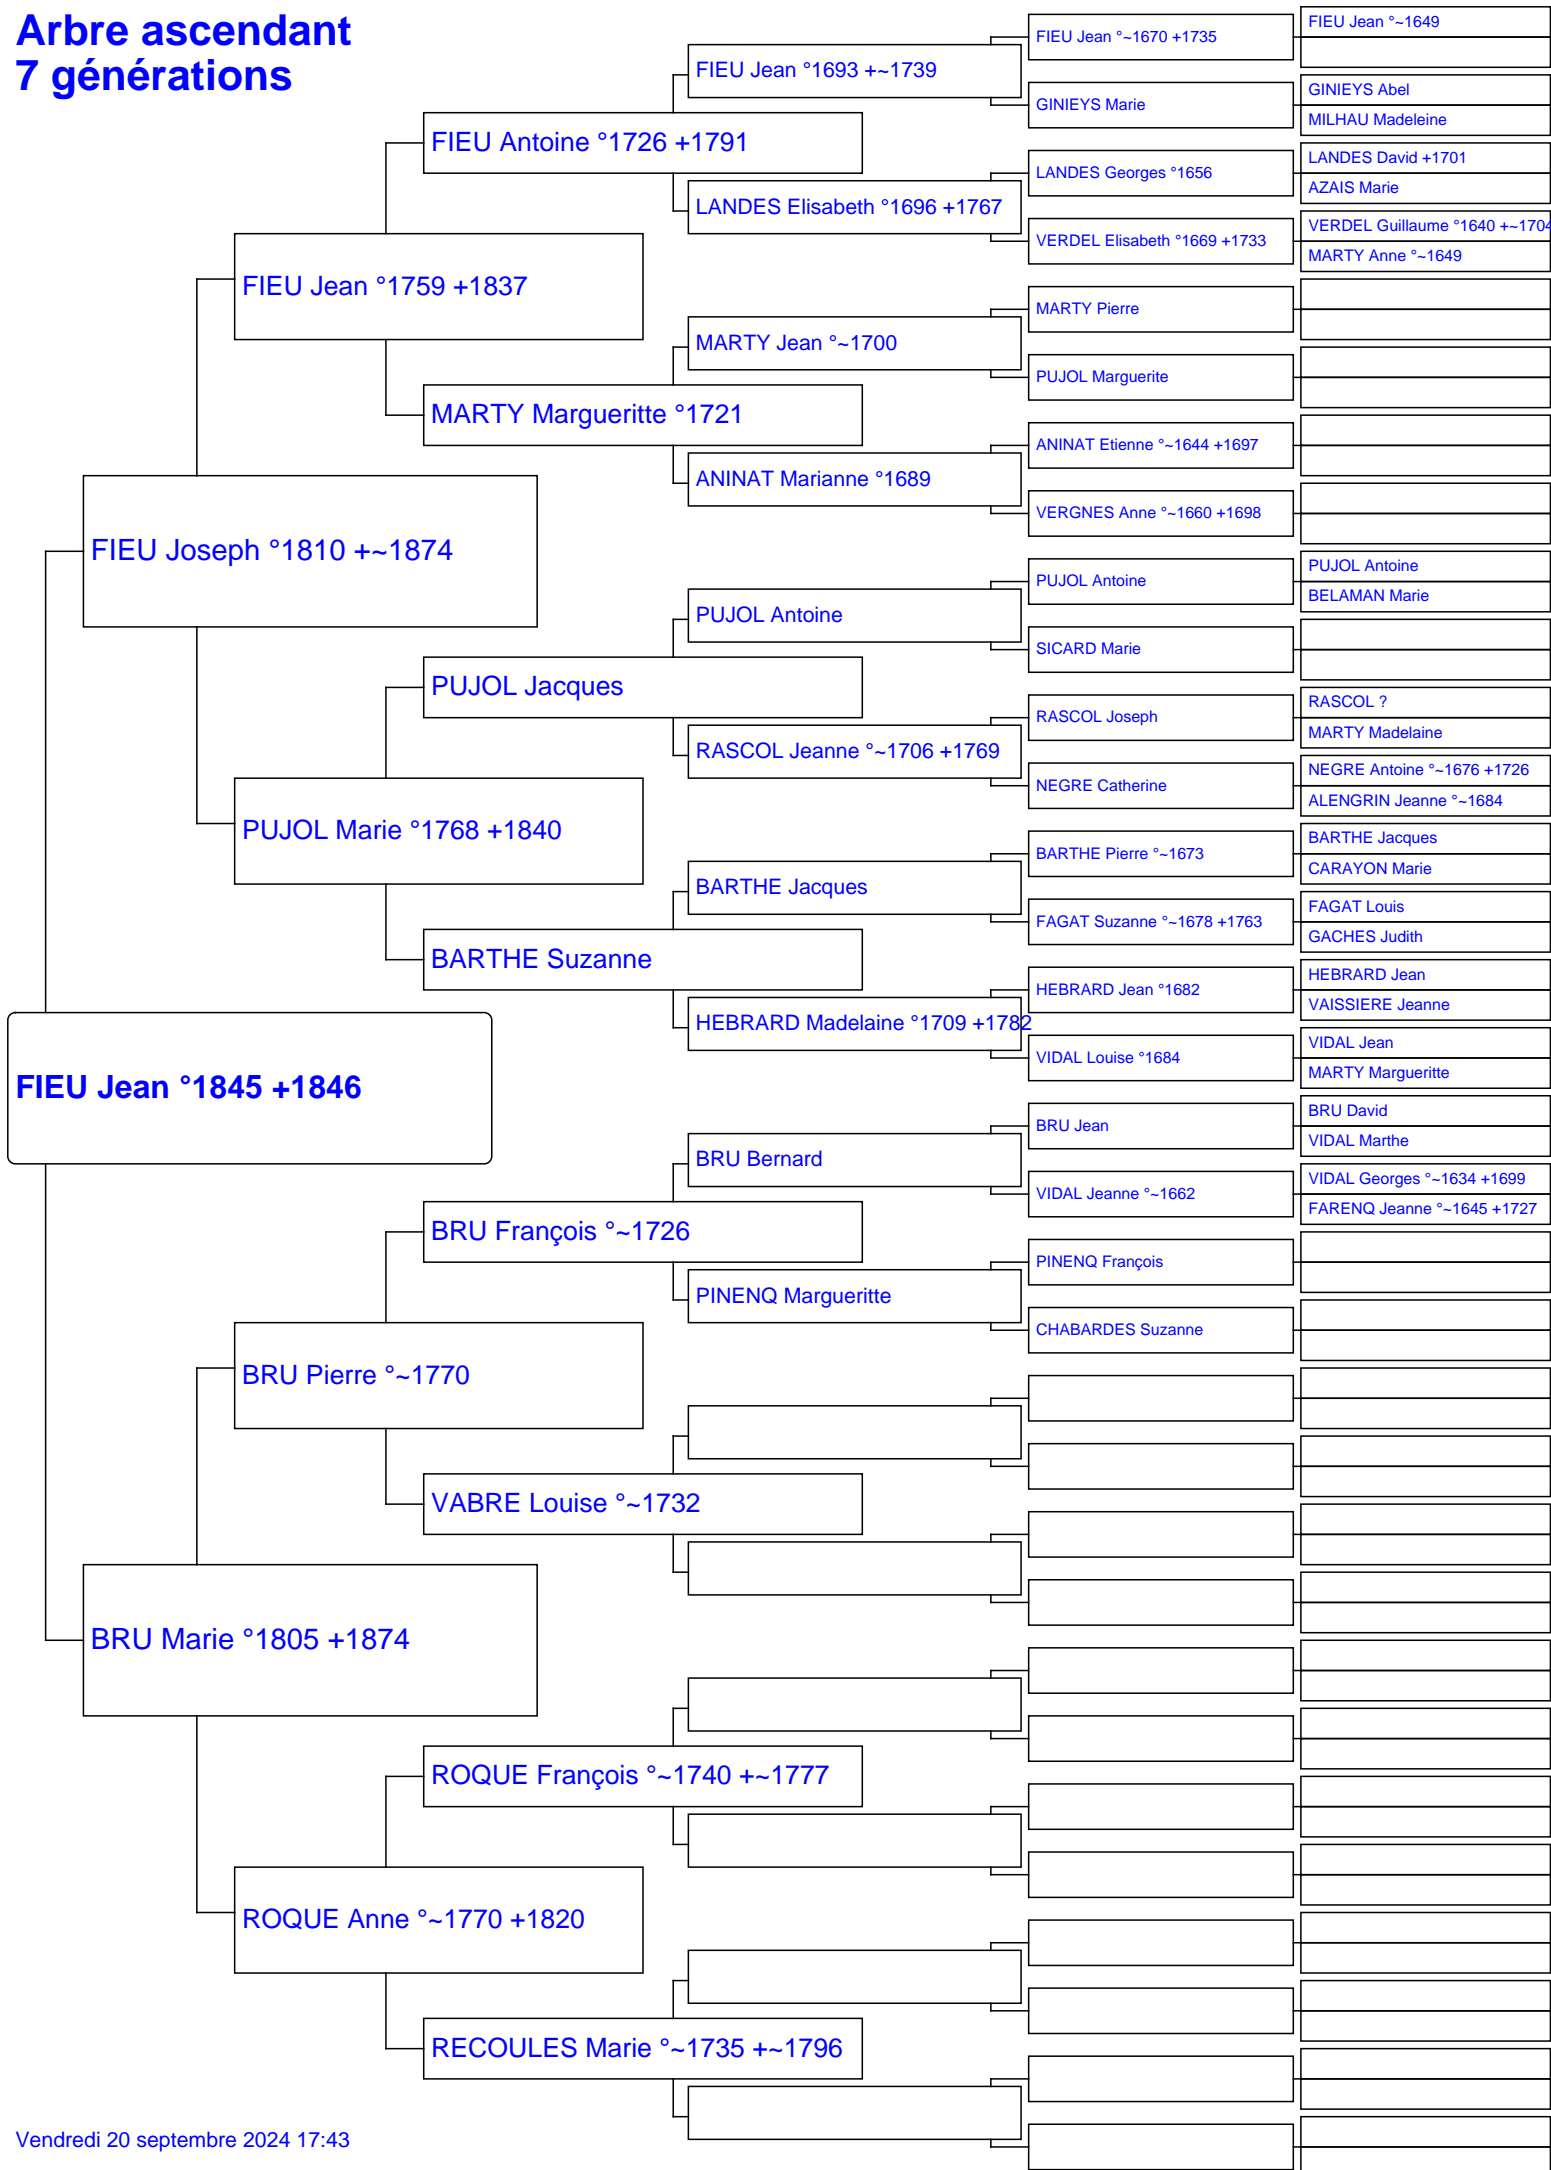 Arbre ascendant
7 générations
FIEU Jean °1845 +1846
FIEU Joseph °1810 +~1874
BRU Marie °1805 +1874
FIEU Jean °1759 +1837
PUJOL Marie °1768 +1840
BRU Pierre °~1770
ROQUE Anne °~1770 +1820
FIEU Antoine °1726 +1791
MARTY Margueritte °1721
PUJOL Jacques
BARTHE Suzanne
BRU François °~1726
VABRE Louise °~1732
ROQUE François °~1740 +~1777
RECOULES Marie °~1735 +~1796
FIEU Jean °1693 +~1739
LANDES Elisabeth °1696 +1767
MARTY Jean °~1700
ANINAT Marianne °1689
PUJOL Antoine
RASCOL Jeanne °~1706 +1769
BARTHE Jacques
HEBRARD Madelaine °1709 +1782
BRU Bernard
PINENQ Margueritte
FIEU Jean °~1670 +1735
GINIEYS Marie
LANDES Georges °1656
VERDEL Elisabeth °1669 +1733
MARTY Pierre
PUJOL Marguerite
ANINAT Etienne °~1644 +1697
VERGNES Anne °~1660 +1698
PUJOL Antoine
SICARD Marie
RASCOL Joseph
NEGRE Catherine
BARTHE Pierre °~1673
FAGAT Suzanne °~1678 +1763
HEBRARD Jean °1682
VIDAL Louise °1684
BRU Jean
VIDAL Jeanne °~1662
PINENQ François
CHABARDES Suzanne
FIEU Jean °~1649
GINIEYS Abel
MILHAU Madeleine
LANDES David +1701
AZAIS Marie
VERDEL Guillaume °1640 +~1704
MARTY Anne °~1649
PUJOL Antoine
BELAMAN Marie
RASCOL ?
MARTY Madelaine
NEGRE Antoine °~1676 +1726
ALENGRIN Jeanne °~1684
BARTHE Jacques
CARAYON Marie
FAGAT Louis
GACHES Judith
HEBRARD Jean
VAISSIERE Jeanne
VIDAL Jean
MARTY Margueritte
BRU David
VIDAL Marthe
VIDAL Georges °~1634 +1699
FARENQ Jeanne °~1645 +1727
Vendredi 20 septembre 2024 17:43